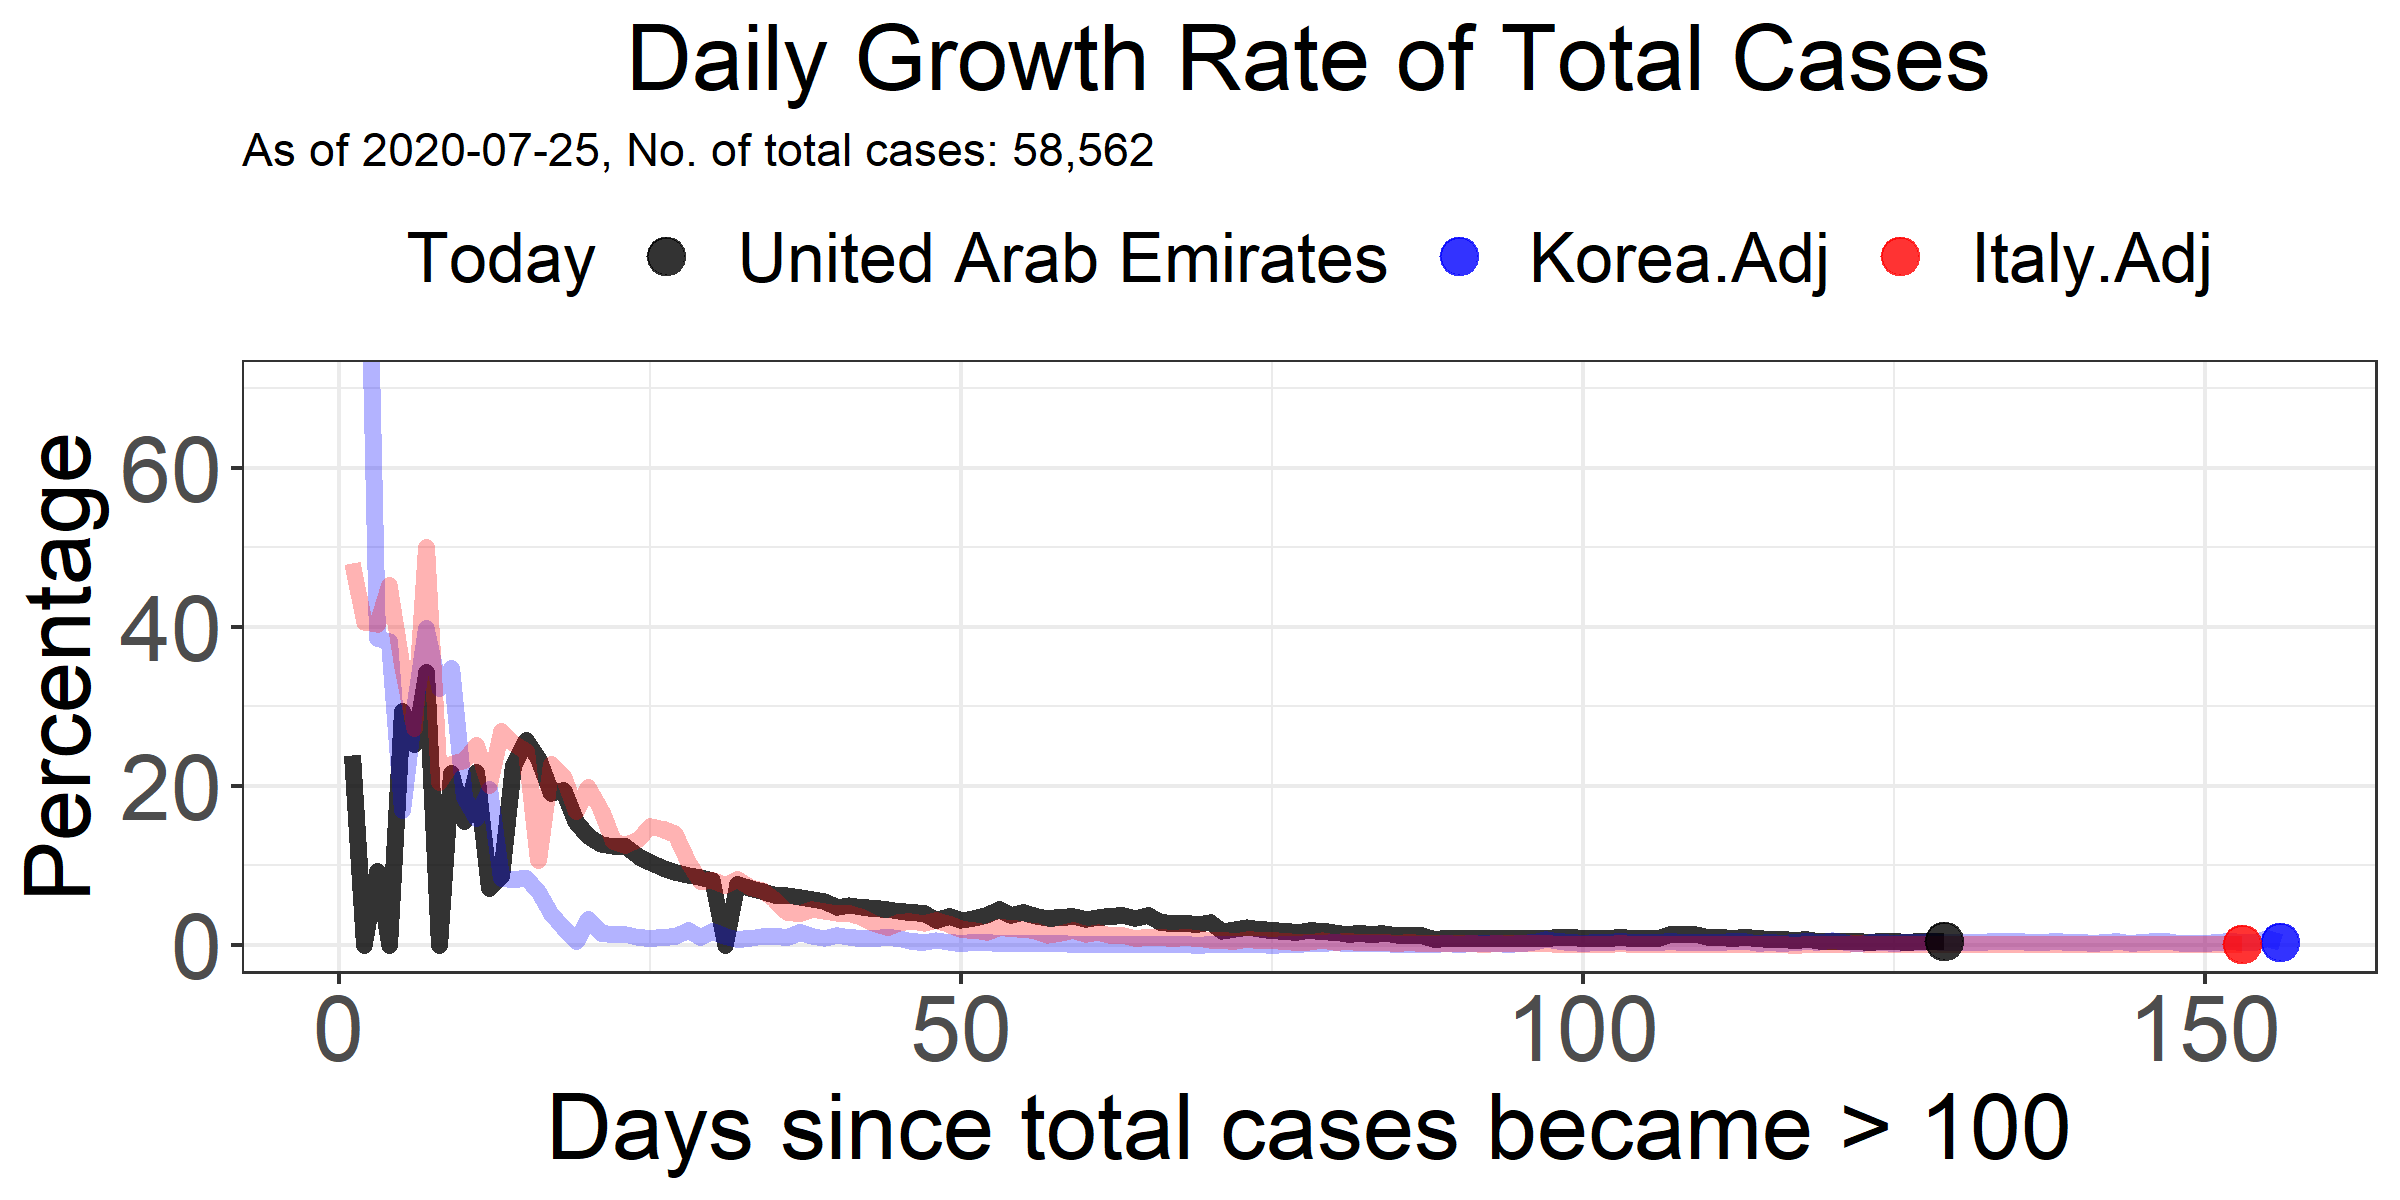 Daily Growth Rate of Total Cases
As of 2020-07-25, No. of total cases: 58,562
Today United Arab Emirates Korea.Adj Italy.Adj
Percentage
60
40
20
0
0 50 100 150
Days since total cases became > 100